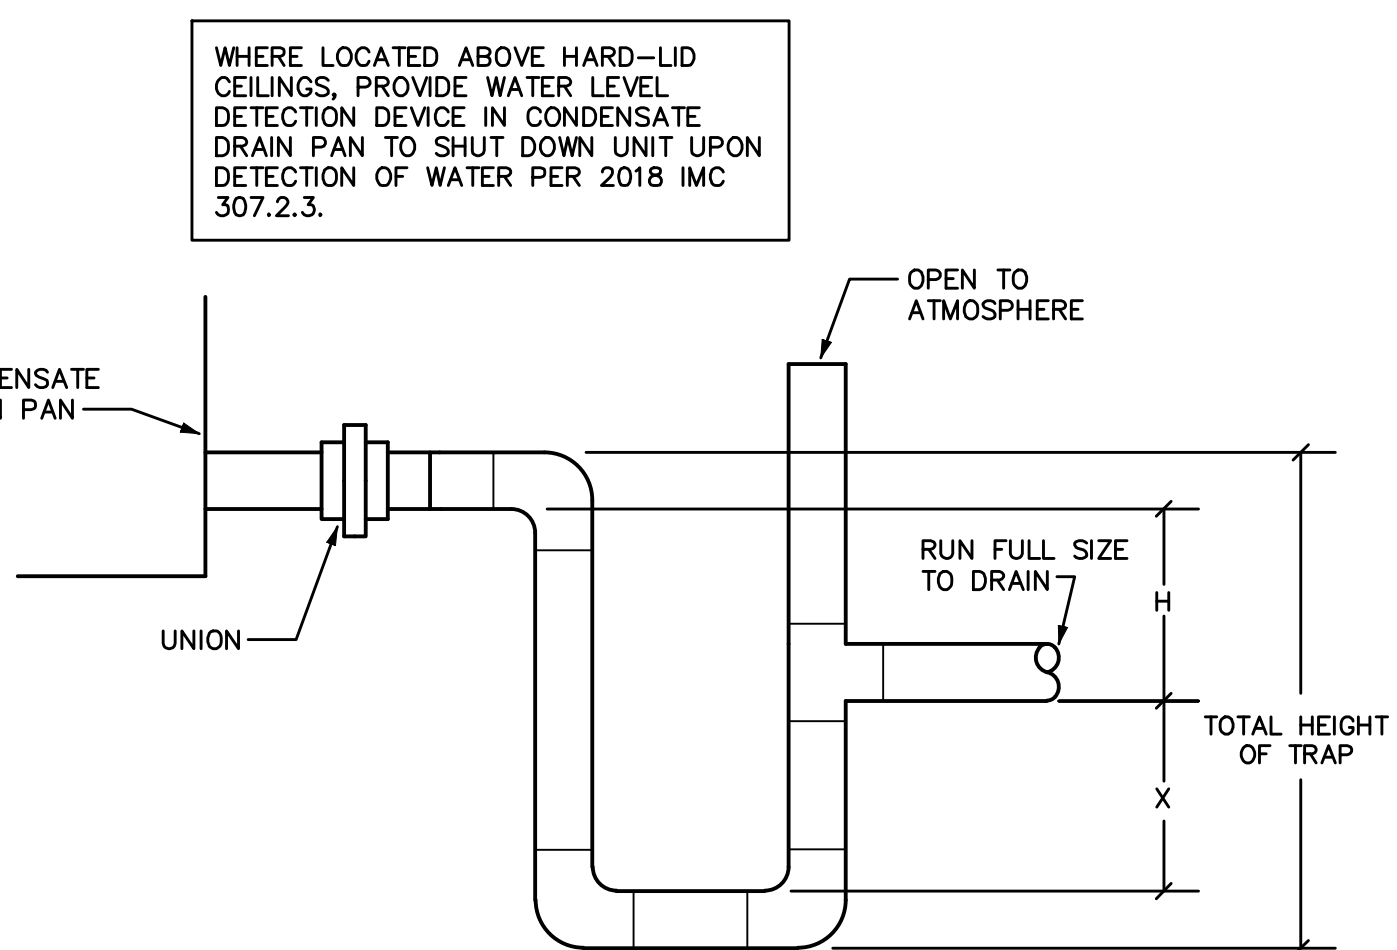 WHERE LOCATED ABOVE HARD-LID
CEILINGS, PROVIDE WATER LEVEL
DETECTION DEVICE IN CONDENSATE
DRAIN PAN TO SHUT DOWN UNIT UPON
DETECTION OF WATER PER 2018 IMC
307.2.3.
OPEN TO
ATMOSPHERE
ENSATE
PAN
UNION
RUN FULL SIZE
TO DRAIN
H
TOTAL HEIGHT
OF TRAP
X